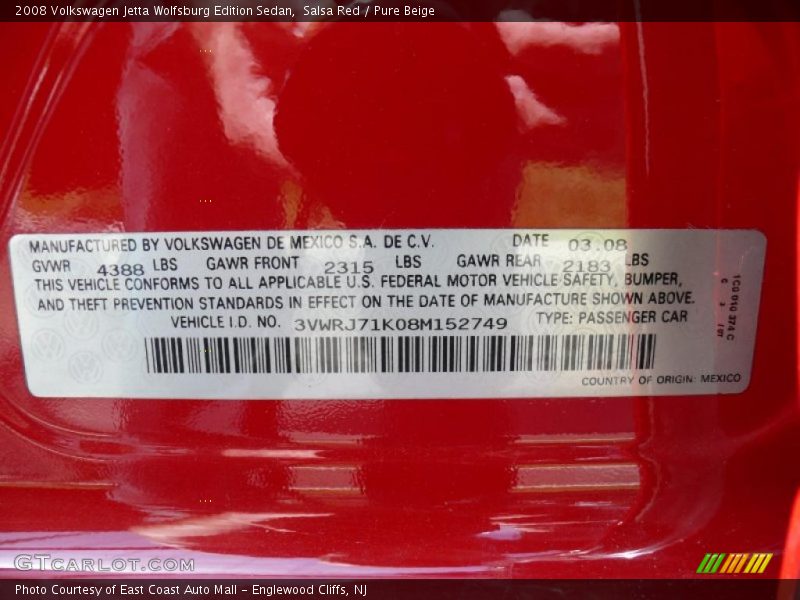 2008 Volkswagen Jetta Wolfsburg Edition Sedan,  Salsa Red / Pure Beige
MANUFACTURED BY VOLKSWAGEN DE MEXICO S.A. DE C.V. DATE 03.08
GVWR 4388 LBS GAWR FRONT 2315 LBS GAWR REAR 2183 LBS
THIS VEHICLE CONFORMS TO ALL APPLICABLE U.S. FEDERAL MOTOR VEHICLE SAFETY, BUMPER,
AND THEFT PREVENTION STANDARDS IN EFFECT ON THE DATE OF MANUFACTURE SHOWN ABOVE.
VEHICLE I.D. NO. 3VWRJ71K08M152749 TYPE: PASSENGER CAR
COUNTRY OF ORIGIN: MEXICO
1C0 010 374 C
GTCARLOT.COM
Photo Courtesy of East Coast Auto Mall - Englewood Cliffs, NJ